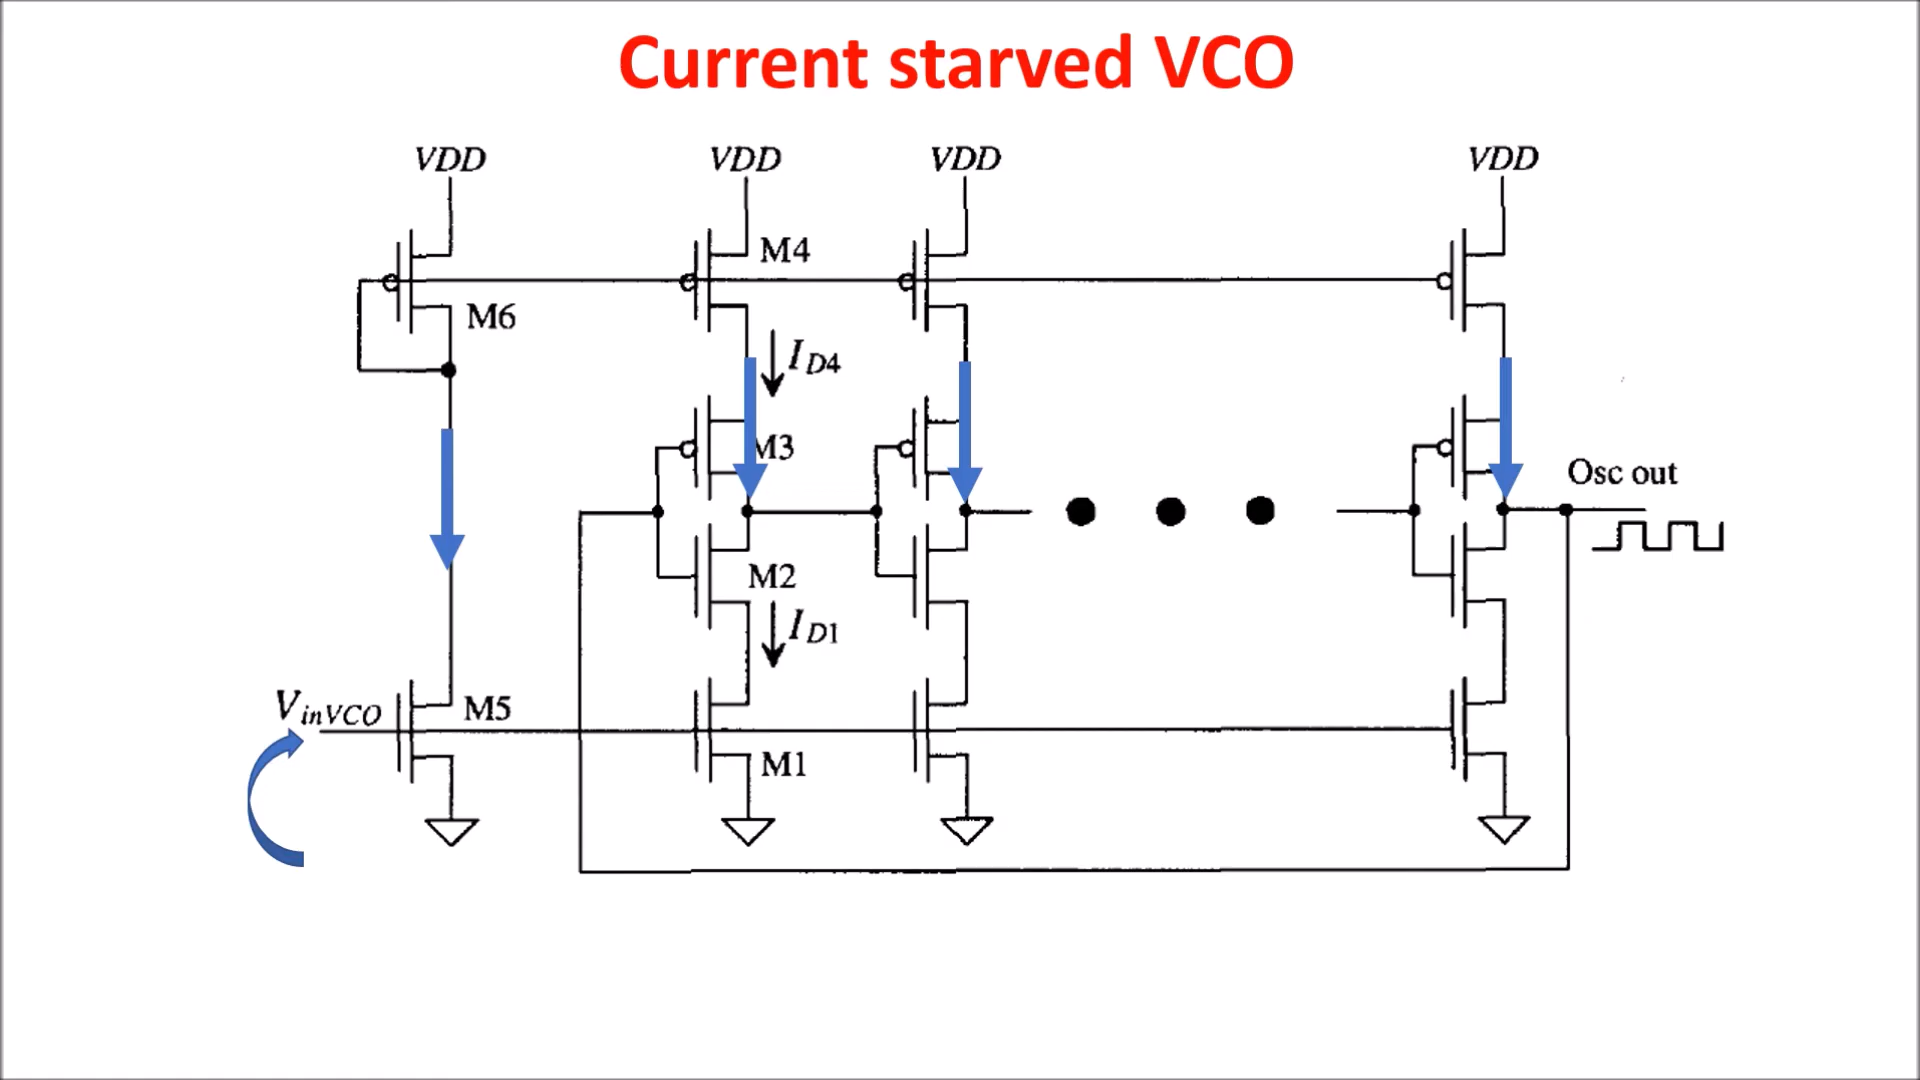 Current starved VCO
VDD VDD VDD VDD
M4
M6
I_D4
M3
Osc out
M2
I_D1
V_inVCO M5
M1